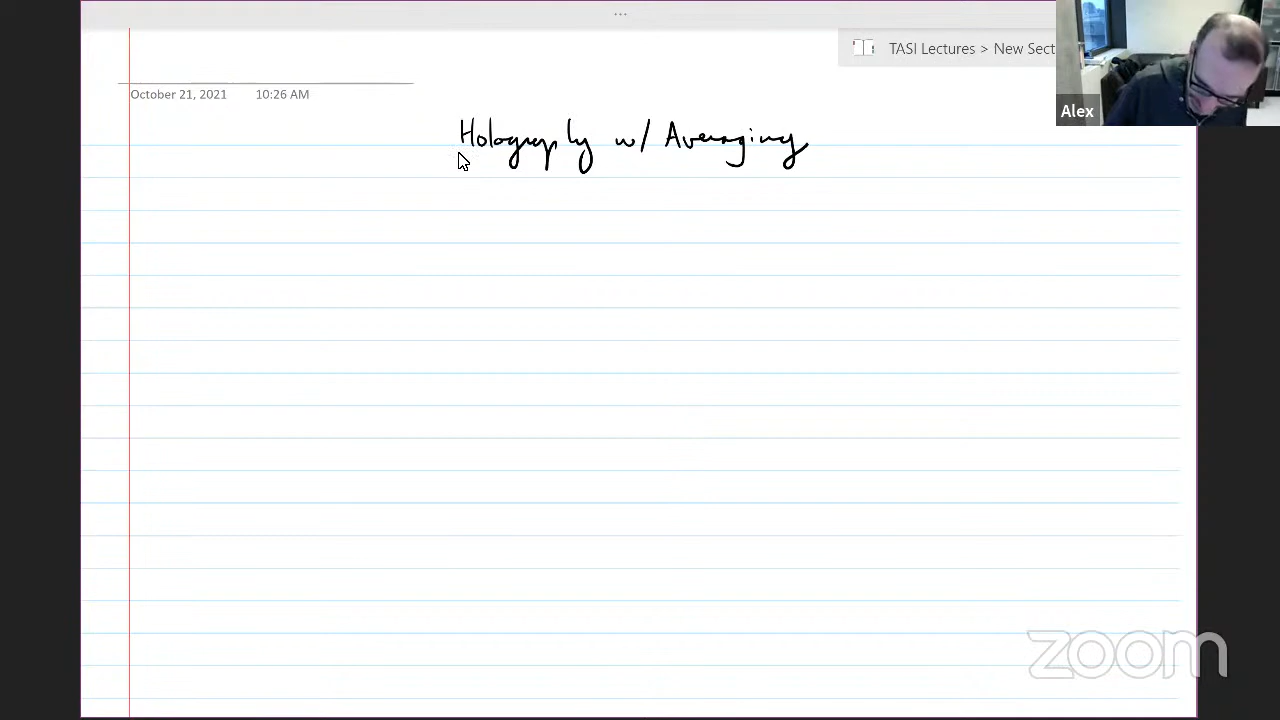 ...
TASI Lectures > New Sect
Alex
October 21, 2021 10:26 AM
Holography w/ Averaging
zoom